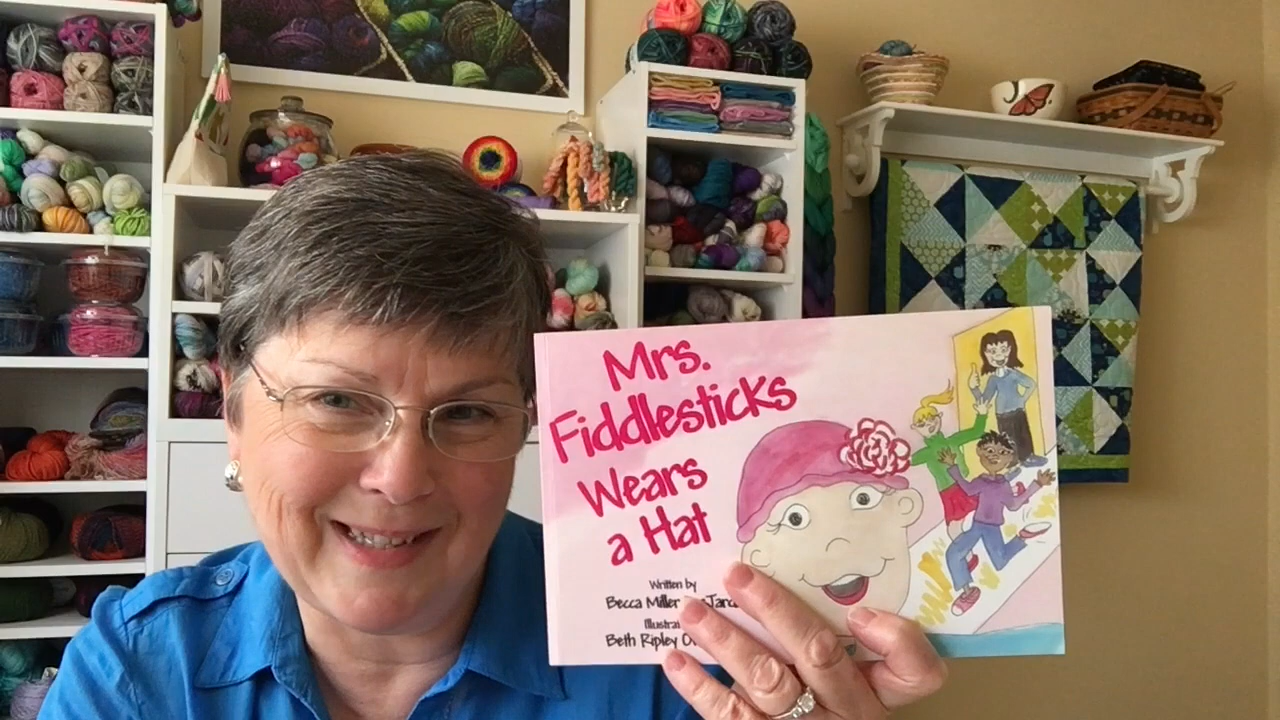 Mrs.
Fiddlesticks
Wears
a Hat
Written by
Becca Miller
Beth Ripley